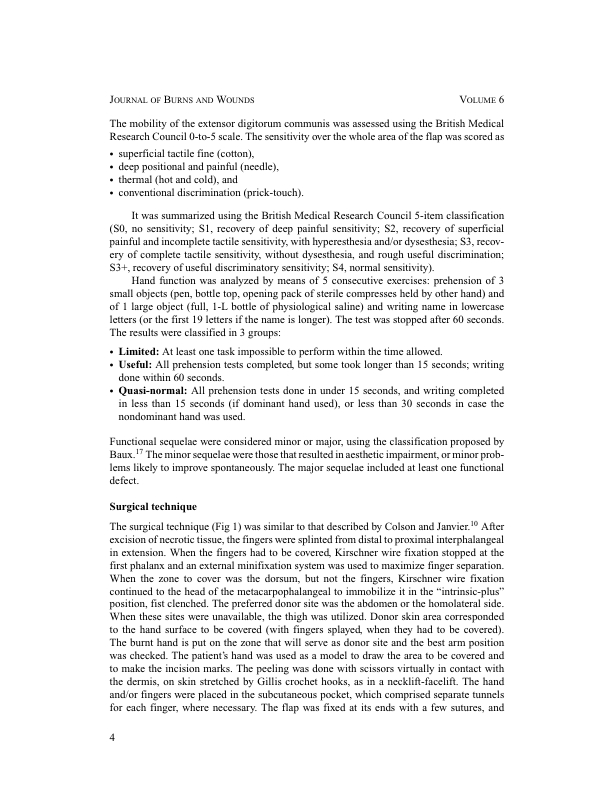 JOURNAL OF BURNS AND WOUNDS VOLUME 6
The mobility of the extensor digitorum communis was assessed using the British Medical
Research Council 0-to-5 scale. The sensitivity over the whole area of the flap was scored as
• superficial tactile fine (cotton),
• deep positional and painful (needle),
• thermal (hot and cold), and
• conventional discrimination (prick-touch).
It was summarized using the British Medical Research Council 5-item classification
(S0, no sensitivity; S1, recovery of deep painful sensitivity; S2, recovery of superficial
painful and incomplete tactile sensitivity, with hyperesthesia and/or dysesthesia; S3, recov-
ery of complete tactile sensitivity, without dysesthesia, and rough useful discrimination;
S3+, recovery of useful discriminatory sensitivity; S4, normal sensitivity).
Hand function was analyzed by means of 5 consecutive exercises: prehension of 3
small objects (pen, bottle top, opening pack of sterile compresses held by other hand) and
of 1 large object (full, 1-L bottle of physiological saline) and writing name in lowercase
letters (or the first 19 letters if the name is longer). The test was stopped after 60 seconds.
The results were classified in 3 groups:
• Limited: At least one task impossible to perform within the time allowed.
• Useful: All prehension tests completed, but some took longer than 15 seconds; writing
done within 60 seconds.
• Quasi-normal: All prehension tests done in under 15 seconds, and writing completed
in less than 15 seconds (if dominant hand used), or less than 30 seconds in case the
nondominant hand was used.
Functional sequelae were considered minor or major, using the classification proposed by
Baux.17 The minor sequelae were those that resulted in aesthetic impairment, or minor prob-
lems likely to improve spontaneously. The major sequelae included at least one functional
defect.
Surgical technique
The surgical technique (Fig 1) was similar to that described by Colson and Janvier.10 After
excision of necrotic tissue, the fingers were splinted from distal to proximal interphalangeal
in extension. When the fingers had to be covered, Kirschner wire fixation stopped at the
first phalanx and an external minifixation system was used to maximize finger separation.
When the zone to cover was the dorsum, but not the fingers, Kirschner wire fixation
continued to the head of the metacarpophalangeal to immobilize it in the “intrinsic-plus”
position, fist clenched. The preferred donor site was the abdomen or the homolateral side.
When these sites were unavailable, the thigh was utilized. Donor skin area corresponded
to the hand surface to be covered (with fingers splayed, when they had to be covered).
The burnt hand is put on the zone that will serve as donor site and the best arm position
was checked. The patient’s hand was used as a model to draw the area to be covered and
to make the incision marks. The peeling was done with scissors virtually in contact with
the dermis, on skin stretched by Gillis crochet hooks, as in a necklift-facelift. The hand
and/or fingers were placed in the subcutaneous pocket, which comprised separate tunnels
for each finger, where necessary. The flap was fixed at its ends with a few sutures, and
4